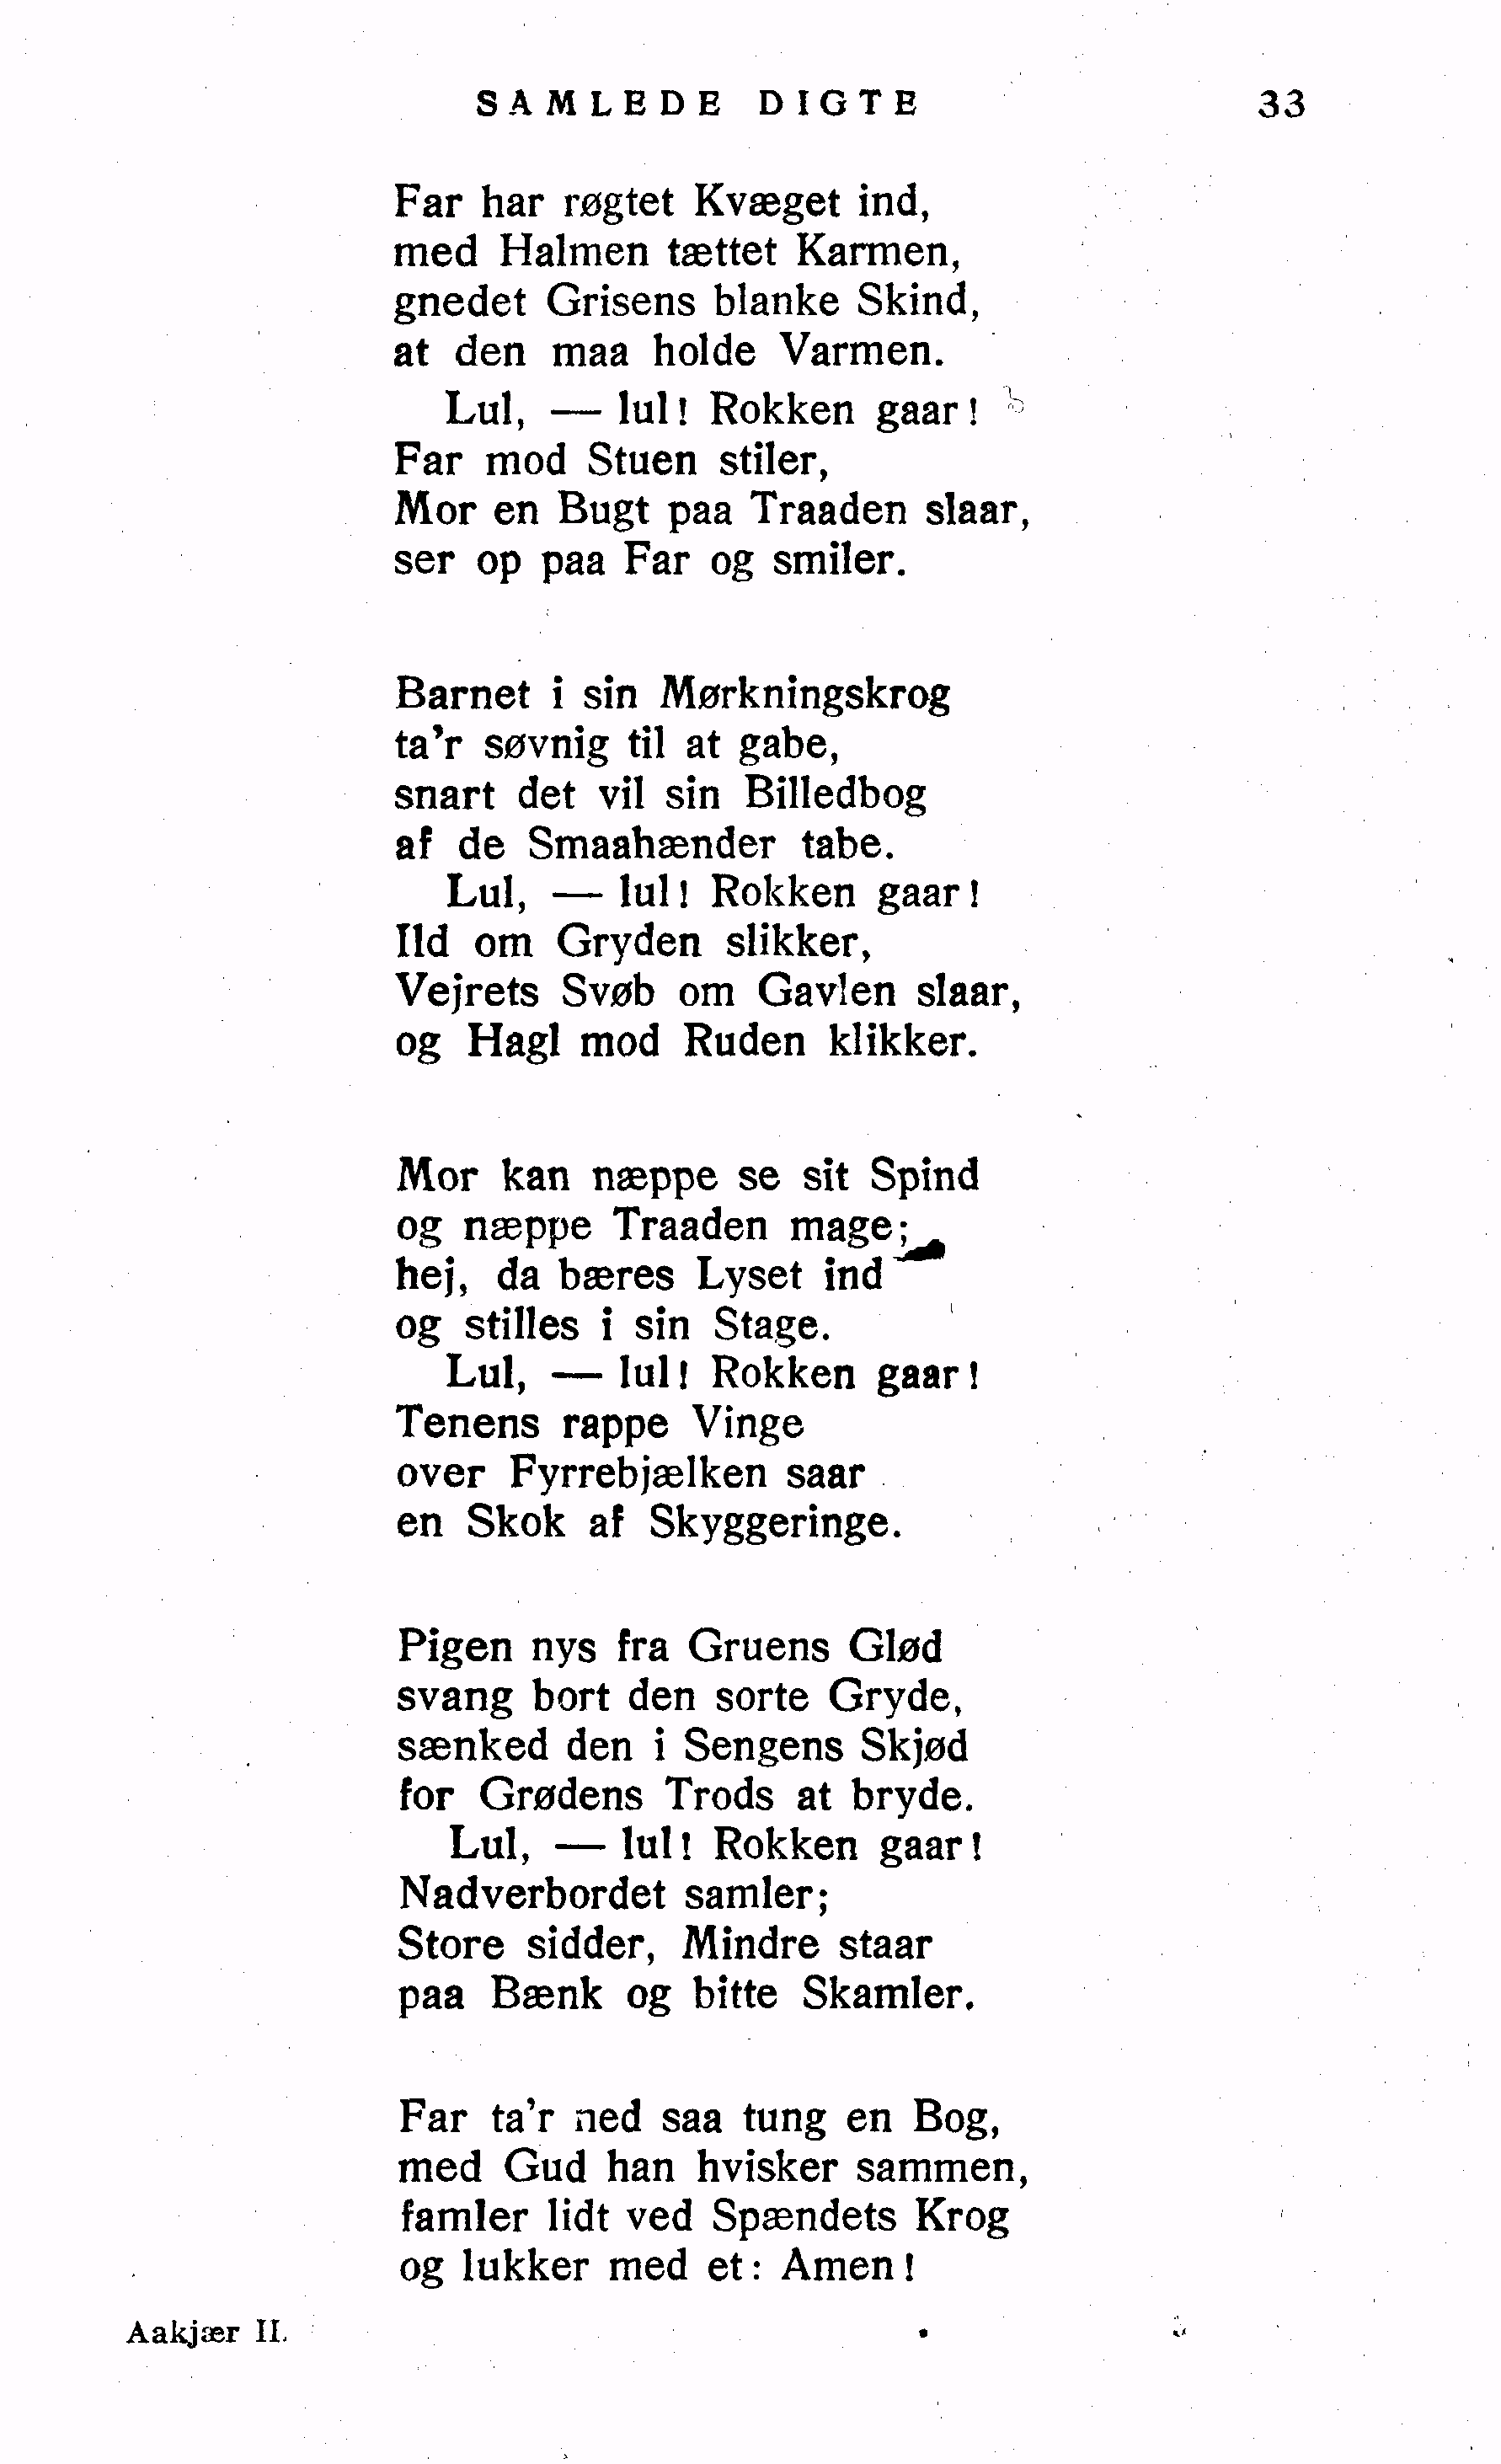 SAMLEDE DIGTE 33
Far har røgtet Kvæget ind,
med Halmen tættet Karmen,
gnedet Grisens blanke Skind,
at den maa holde Varmen.
Lul, — lul! Rokken gaar!
Far mod Stuen stiler,
Mor en Bugt paa Traaden slaar,
ser op paa Far og smiler.
Barnet i sin Mørkningskrog
ta'r søvnig til at gabe,
snart det vil sin Billedbog
af de Smaahænder tabe.
Lul, — lul! Rokken gaar!
Ild om Gryden slikker,
Vejrets Svøb om Gavlen slaar,
og Hagl mod Ruden klikker.
Mor kan næppe se sit Spind
og næppe Traaden mage;
hej, da bæres Lyset ind
og stilles i sin Stage.
Lul, — lul! Rokken gaar!
Tenens rappe Vinge
over Fyrrebjælken saar
en Skok af Skyggeringe.
Pigen nys fra Gruens Glød
svang bort den sorte Gryde,
sænked den i Sengens Skjød
for Grødens Trods at bryde.
Lul, — lul! Rokken gaar!
Nadverbordet samler;
Store sidder, Mindre staar
paa Bænk og bitte Skamler.
Far ta'r ned saa tung en Bog,
med Gud han hvisker sammen,
famler lidt ved Spændets Krog
og lukker med et: Amen!
Aakjær II.